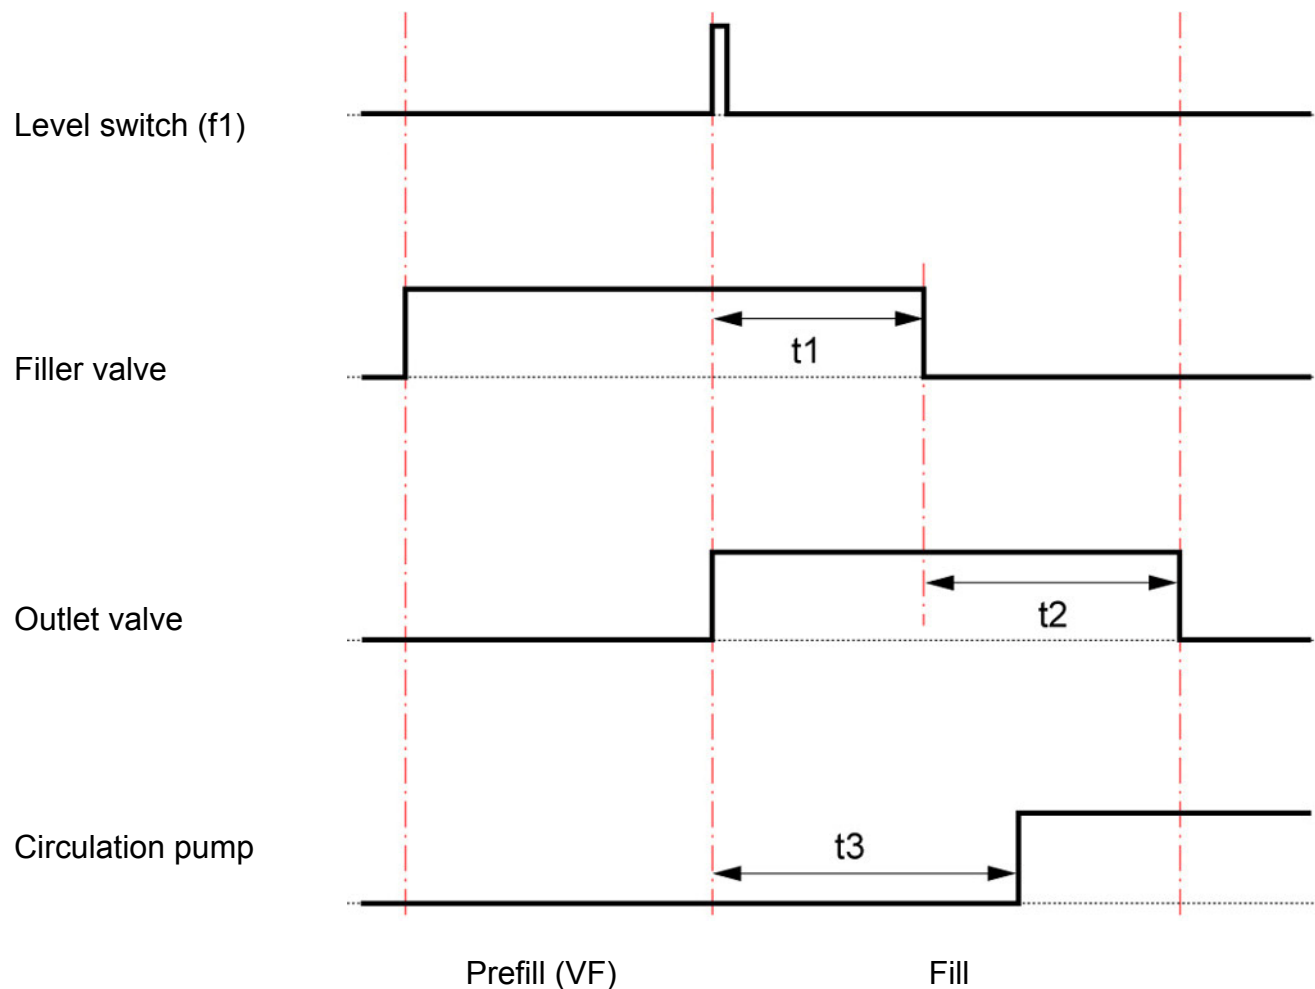 Level switch (f1)
Filler valve
t1
Outlet valve
t2
Circulation pump
t3
Prefill (VF)
Fill